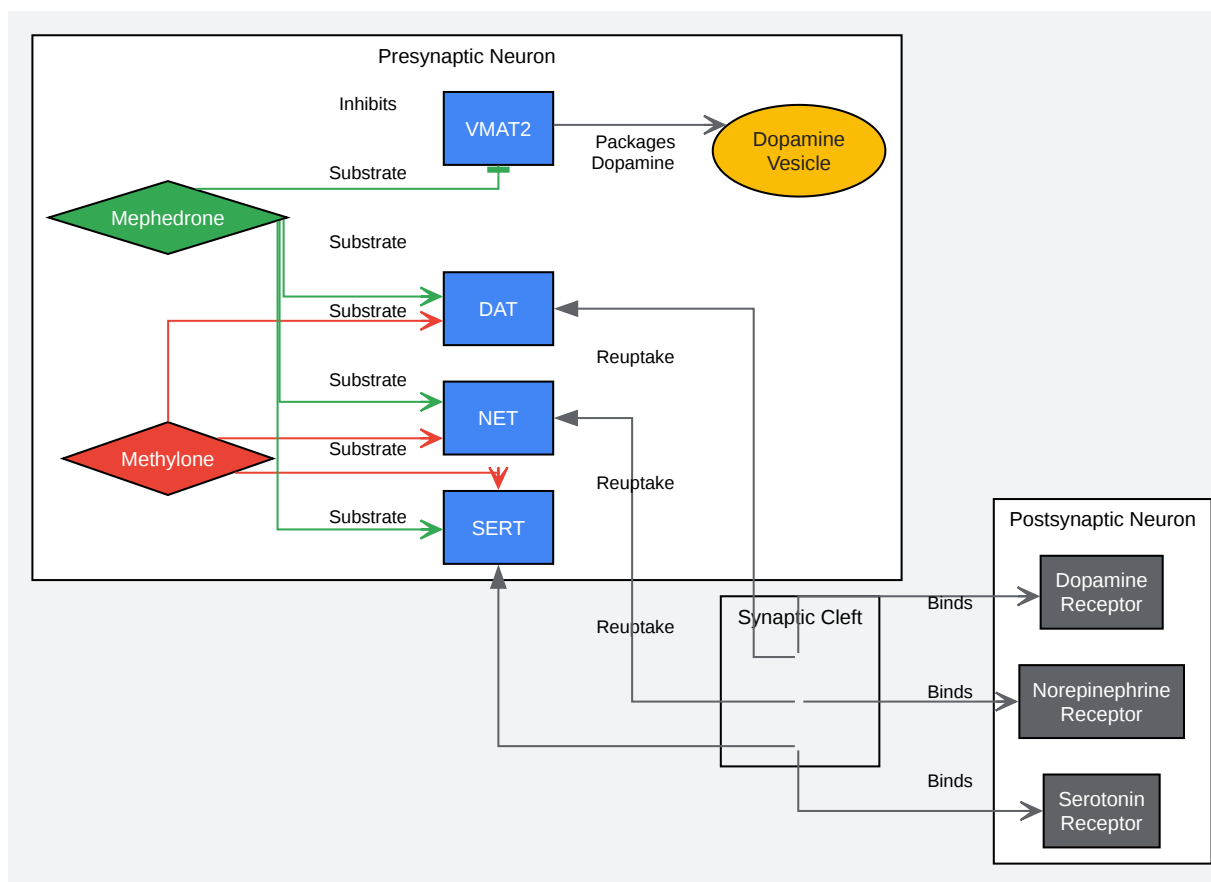 Presynaptic Neuron
Inhibits
VMAT2
Packages
Dopamine
Dopamine
Vesicle
Substrate
Mephedrone
Substrate
DAT
Substrate
Reuptake
Substrate
NET
Substrate
Methylone
Reuptake
Substrate
SERT
Postsynaptic Neuron
Dopamine
Receptor
Binds
Synaptic Cleft
Reuptake
Norepinephrine
Receptor
Binds
Binds
Serotonin
Receptor